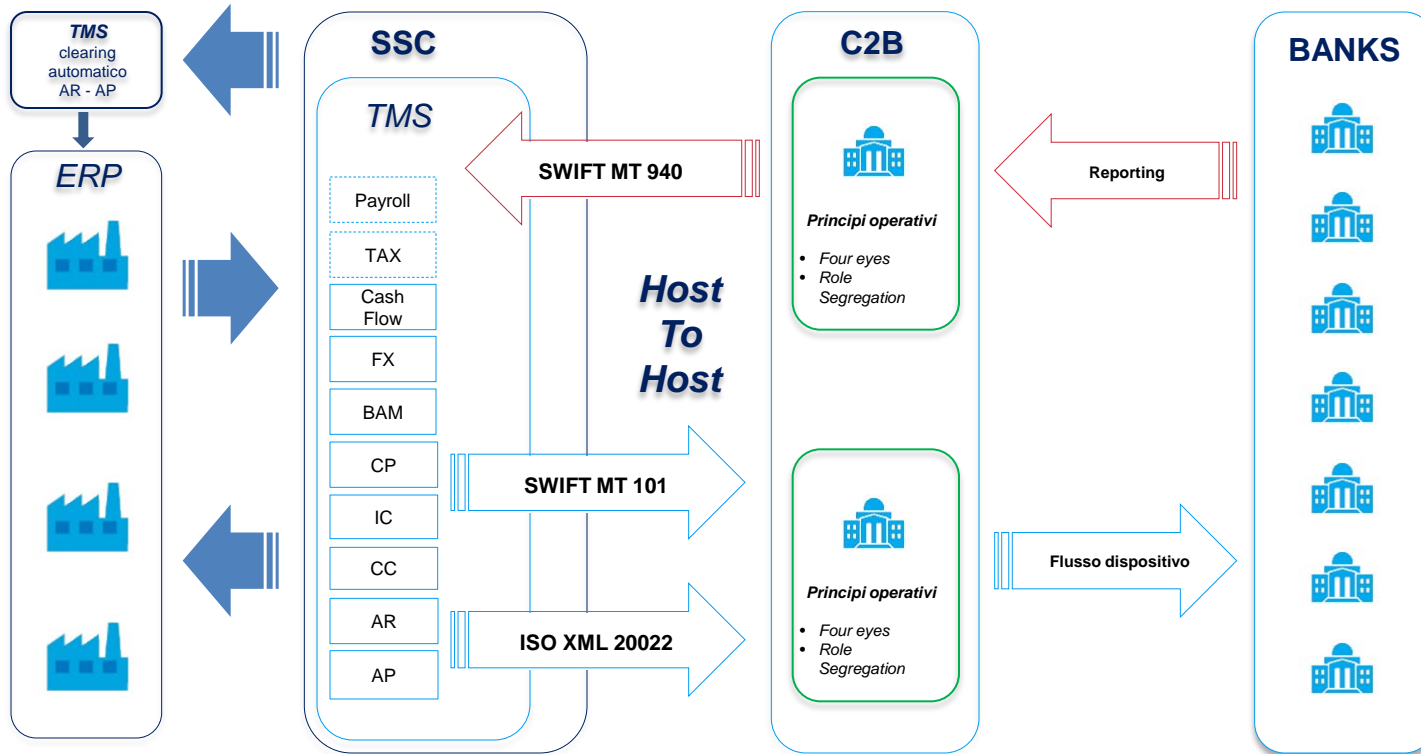 TMS
clearing
automatico
AR - AP
ERP
SSC
TMS
Payroll
TAX
Cash
Flow
FX
BAM
CP
IC
CC
AR
AP
SWIFT MT 940
Host
To
Host
SWIFT MT 101
ISO XML 20022
C2B
Principi operativi
• Four eyes
• Role
Segregation
Principi operativi
• Four eyes
• Role
Segregation
Reporting
Flusso dispositivo
BANKS